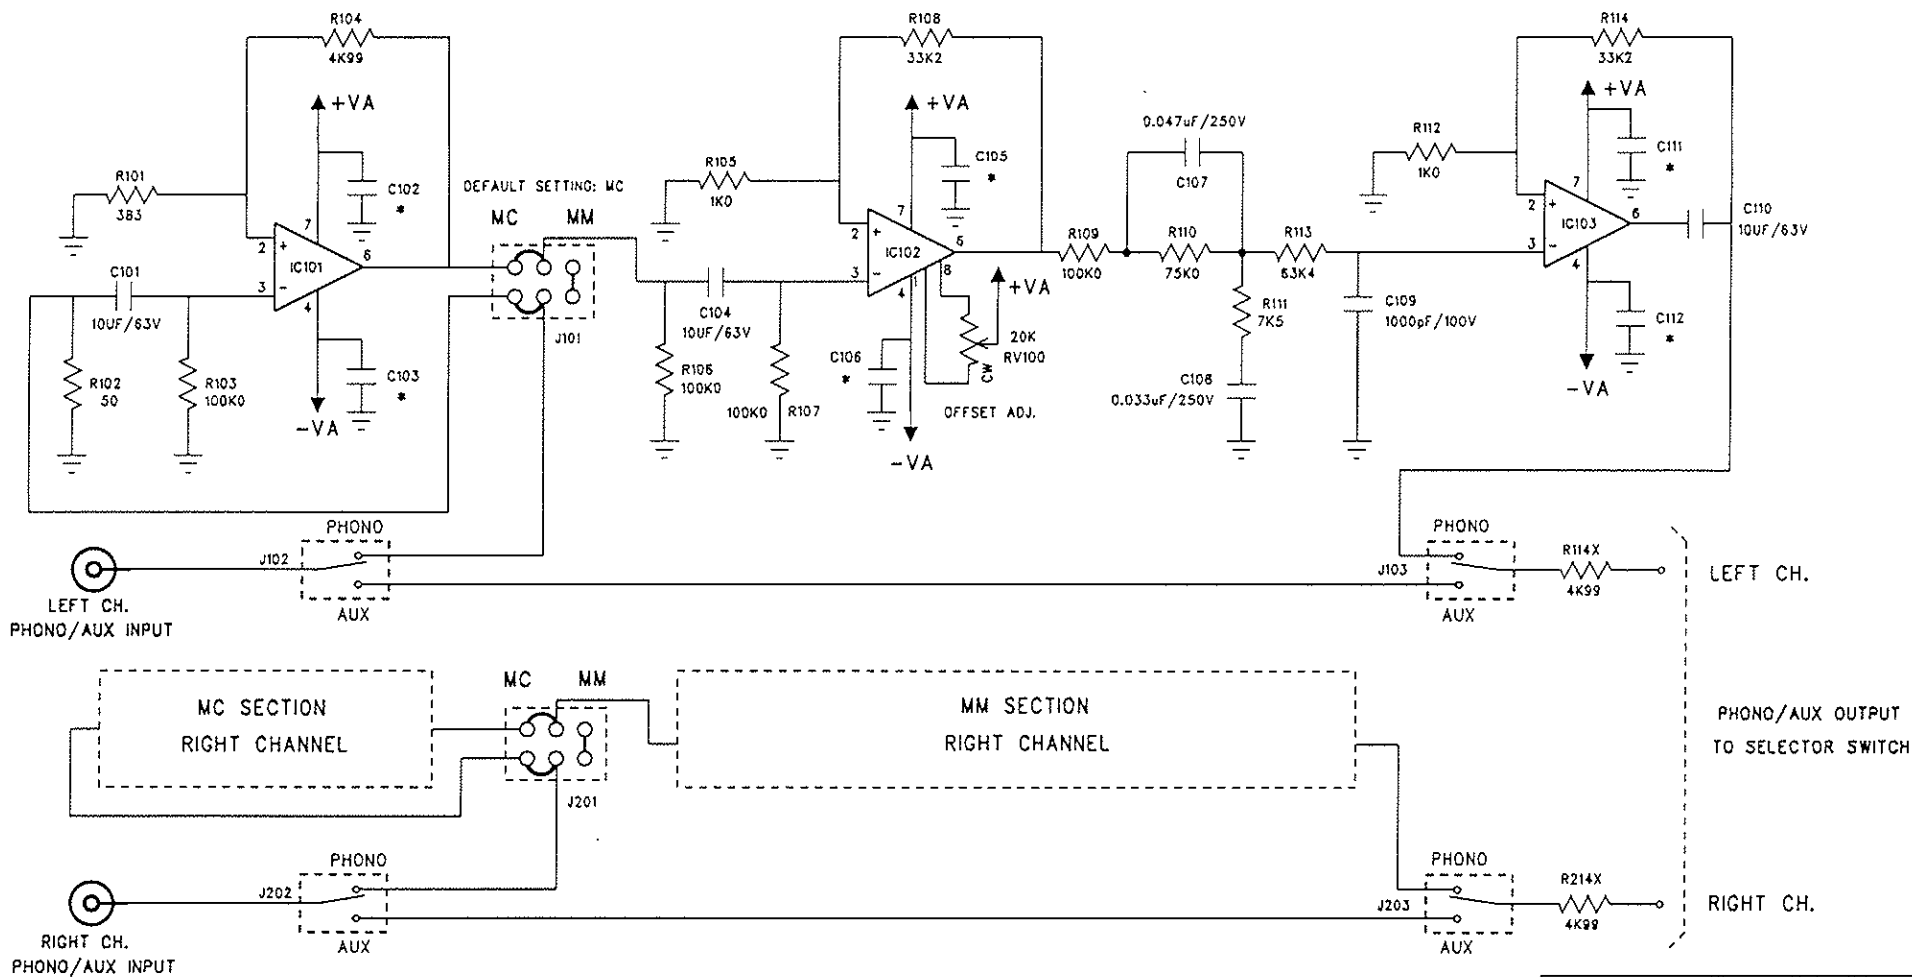 R104
4K99
+VA
R101
383
C102
*
2
+
7
IC101
6
3
-
4
C101
10UF/63V
R102
50
R103
100K0
C103
*
-VA
DEFAULT SETTING: MC
MC
MM
J101
R108
33K2
+VA
R105
1K0
C105
*
2
+
7
IC102
6
3
-
4
1
8
C104
10UF/63V
R106
100K0
100K0
R107
C106
*
+VA
20K
RV100
CW
OFFSET ADJ.
-VA
R109
100K0
0.047uF/250V
C107
R110
75K0
R111
7K5
C108
0.033uF/250V
R113
63K4
C109
1000pF/100V
R114
33K2
+VA
R112
1K0
C111
*
2
+
7
IC103
6
3
-
4
C110
10UF/63V
C112
*
-VA
PHONO
J102
AUX
LEFT CH.
PHONO/AUX INPUT
PHONO
J103
AUX
R114X
4K99
LEFT CH.
MC SECTION
RIGHT CHANNEL
MC
MM
J201
MM SECTION
RIGHT CHANNEL
PHONO/AUX OUTPUT
TO SELECTOR SWITCH
PHONO
J202
AUX
RIGHT CH.
PHONO/AUX INPUT
PHONO
J203
AUX
R214X
4K99
RIGHT CH.